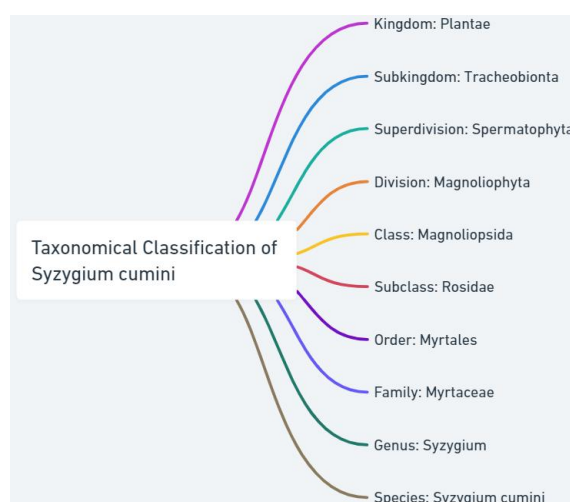 Kingdom: Plantae
Subkingdom: Tracheobionta
Superdivision: Spermatophyta
Division: Magnoliophyta
Taxonomical Classification of
Syzygium cumini
Class: Magnoliopsida
Subclass: Rosidae
Order: Myrtales
Family: Myrtaceae
Genus: Syzygium
Species: Syzygium cumini